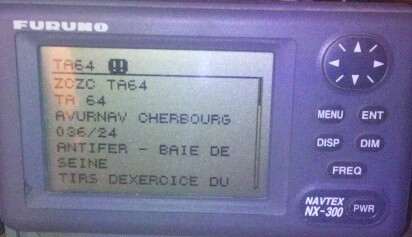 FURUNO
TA64 !!
ZCZC TA64
TA 64
AVURNAV CHERBOURG
036/24
ANTIFER - BAIE DE
SEINE
TIRS DEXERCICE DU
MENU ENT
DISP DIM
FREQ
NAVTEX
NX-300 PWR